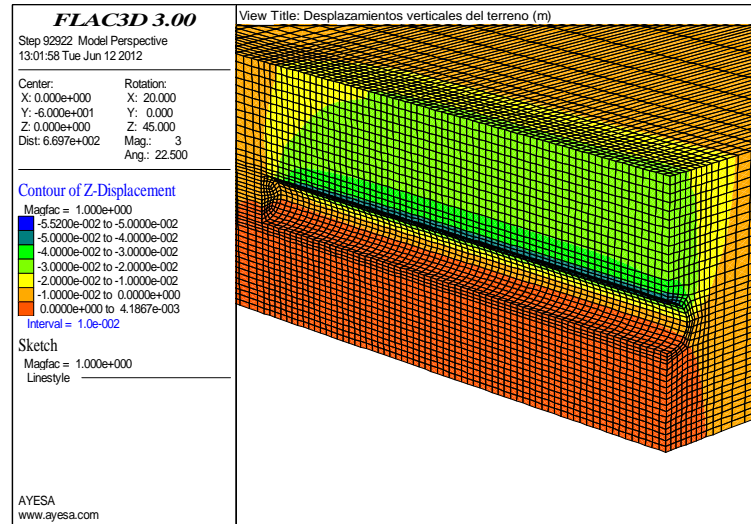 FLAC3D 3.00
Step 92922 Model Perspective
13:01:58 Tue Jun 12 2012
Center: Rotation:
X: 0.000e+000 X: 20.000
Y: -6.000e+001 Y: 0.000
Z: 0.000e+000 Z: 45.000
Dist: 6.697e+002 Mag.: 3
Ang.: 22.500
Contour of Z-Displacement
Magfac = 1.000e+000
-5.5200e-002 to -5.0000e-002
-5.0000e-002 to -4.0000e-002
-4.0000e-002 to -3.0000e-002
-3.0000e-002 to -2.0000e-002
-2.0000e-002 to -1.0000e-002
-1.0000e-002 to 0.0000e+000
0.0000e+000 to 4.1867e-003
Interval = 1.0e-002
Sketch
Magfac = 1.000e+000
Linestyle
AYESA
www.ayesa.com
View Title: Desplazamientos verticales del terreno (m)